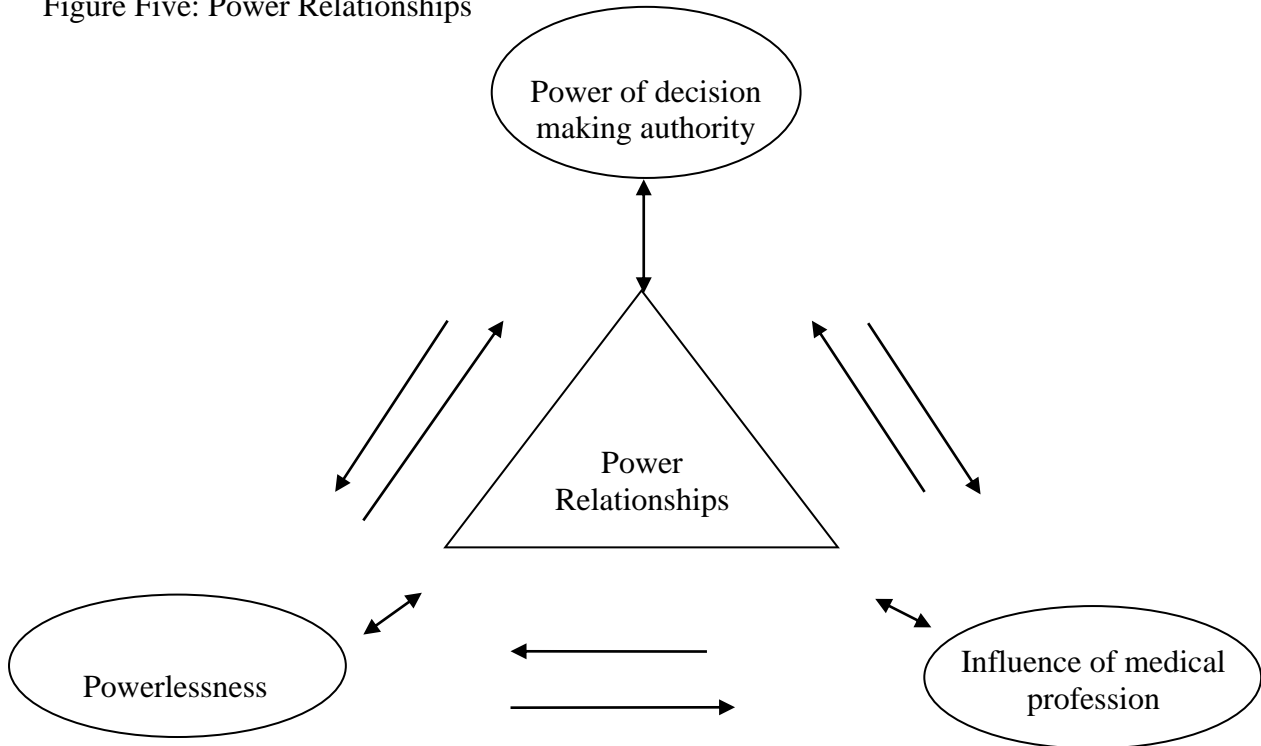 Figure Five: Power Relationships
Power of decision
making authority
Power
Relationships
Powerlessness
Influence of medical
profession